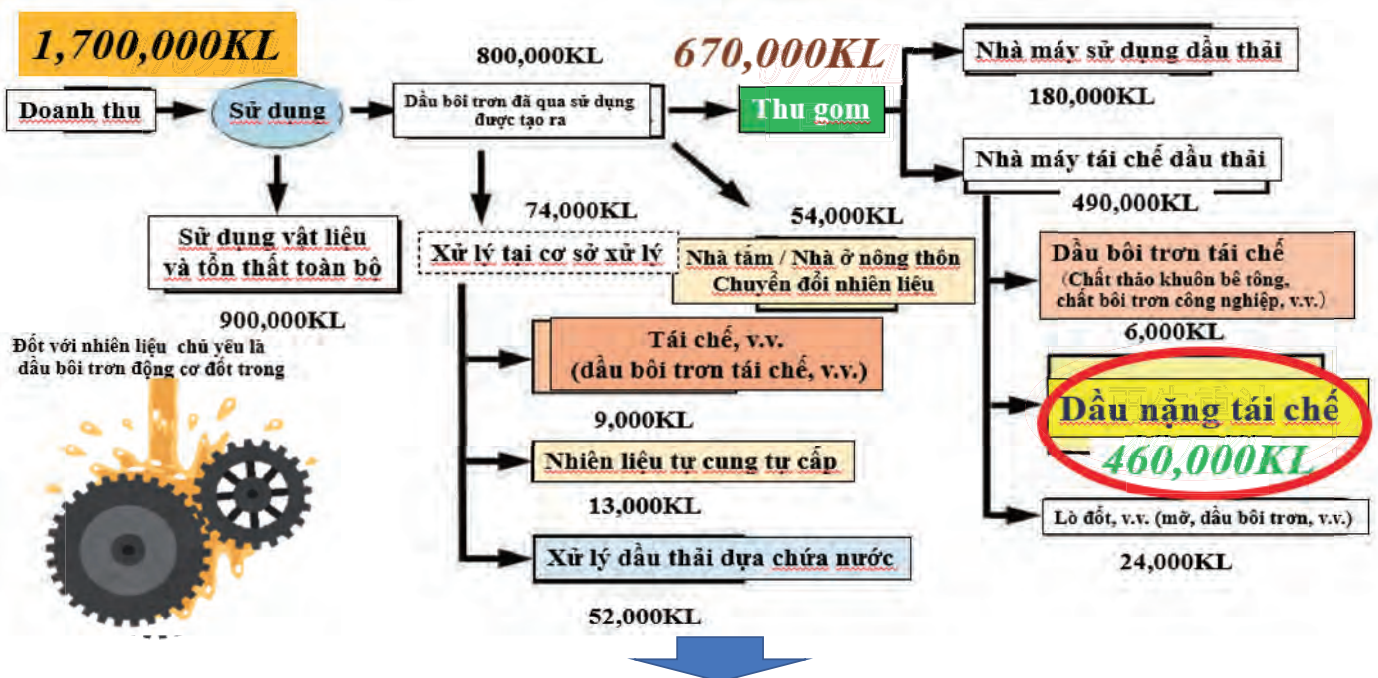 1,700,000KL
Doanh thu
Sử dụng
800,000KL
Dầu bôi trơn đã qua sử dụng
được tạo ra
670,000KL
Thu gom
Nhà máy sử dụng dầu thải
180,000KL
Nhà máy tái chế dầu thải
490,000KL
Sử dụng vật liệu
và tổn thất toàn bộ
900,000KL
74,000KL
Xử lý tại cơ sở xử lý
54,000KL
Nhà tắm / Nhà ở nông thôn
Chuyển đổi nhiên liệu
Dầu bôi trơn tái chế
(Chất tháo khuôn bê tông,
chất bôi trơn công nghiệp, v.v.)
6,000KL
Đốt với nhiên liệu chủ yếu là
dầu bôi trơn động cơ đốt trong
Tái chế, v.v.
(dầu bôi trơn tái chế, v.v.)
9,000KL
Dầu nặng tái chế
460,000KL
Nhiên liệu tự cung tự cấp
13,000KL
Lò đốt, v.v. (mỡ, dầu bôi trơn, v.v.)
24,000KL
Xử lý dầu thải dựa chứa nước
52,000KL